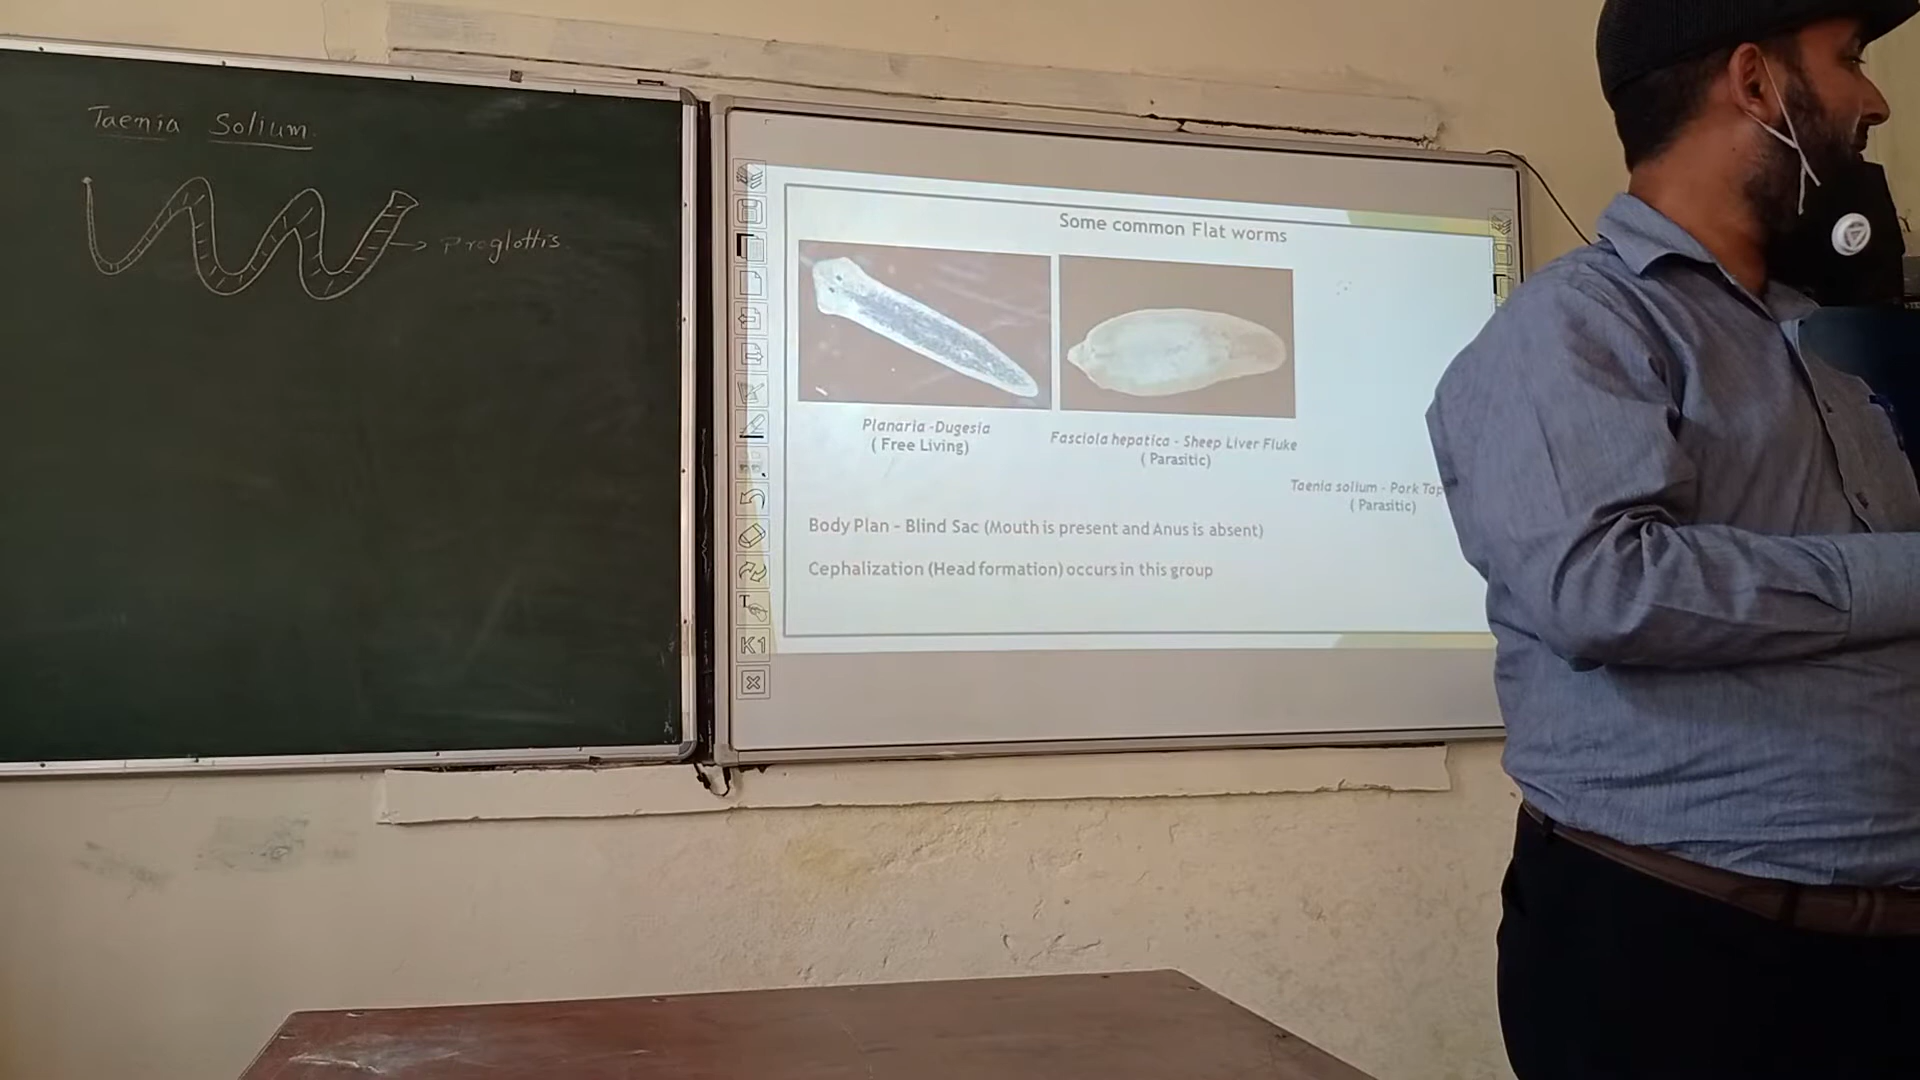 Taenia Solium.
Proglottis
Some common Flat worms
Planaria -Dugesia
( Free Living)
Fasciola hepatica - Sheep Liver Fluke
( Parasitic)
Taenia solium - Pork Tap
( Parasitic)
Body Plan - Blind Sac (Mouth is present and Anus is absent)
Cephalization (Head formation) occurs in this group
T
K1